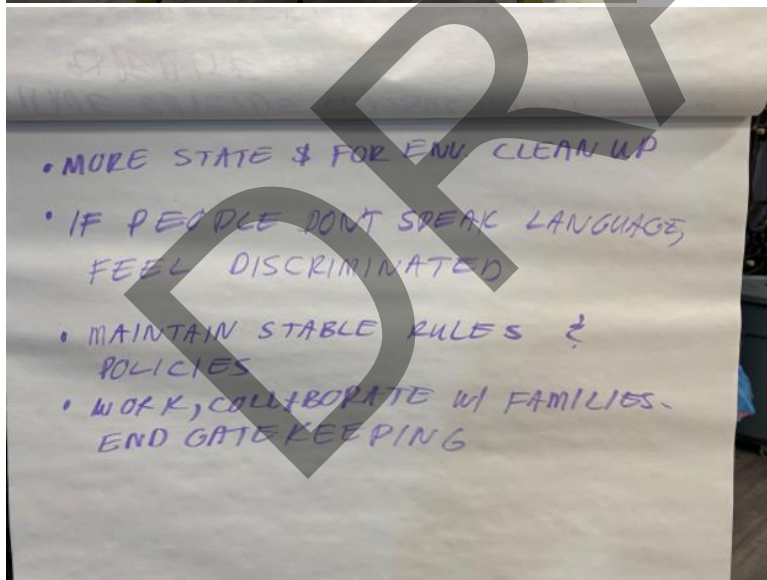 • MORE STATE $ FOR ENV. CLEAN UP
• IF PEOPLE DON'T SPEAK LANGUAGE,
FEEL DISCRIMINATED
• MAINTAIN STABLE RULES &
POLICIES
• WORK, COLLABORATE W/ FAMILIES.
END GATEKEEPING